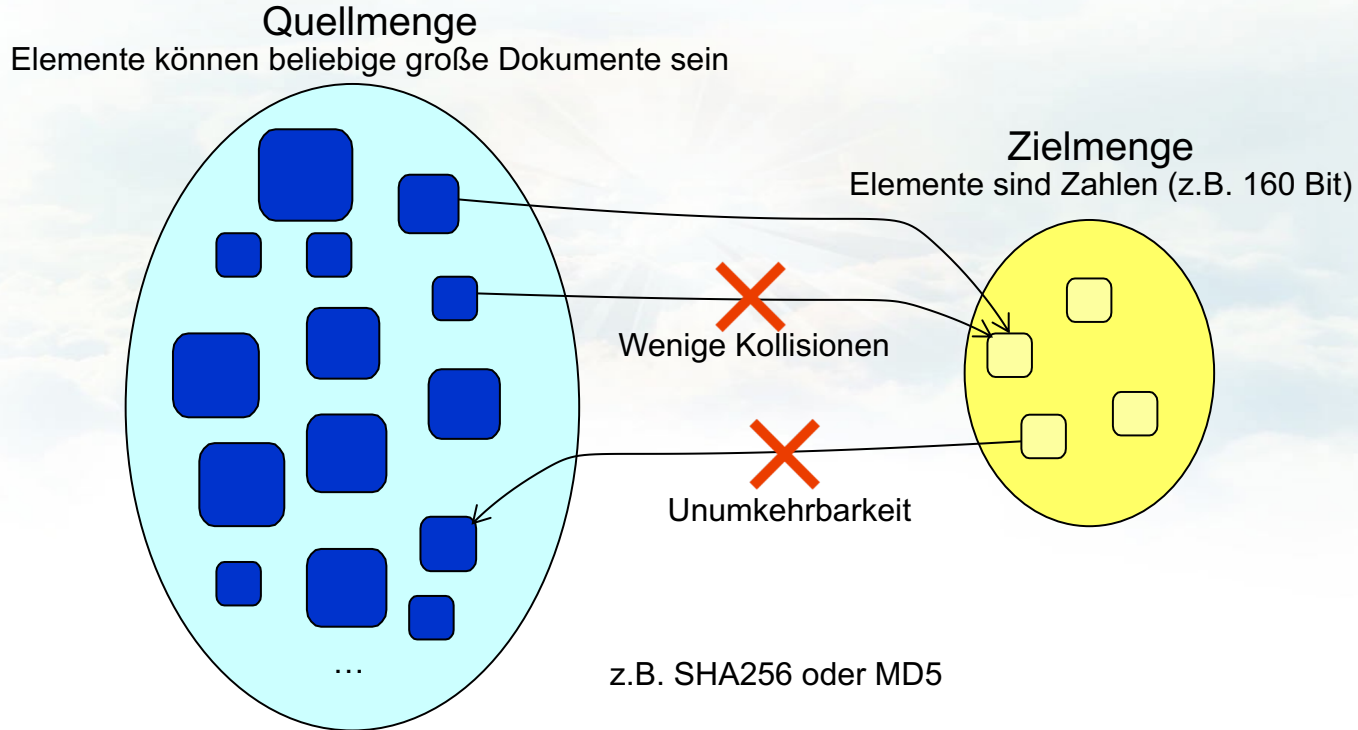 Quellmenge
Elemente können beliebige große Dokumente sein
Zielmenge
Elemente sind Zahlen (z.B. 160 Bit)
Wenige Kollisionen
Unumkehrbarkeit
…
z.B. SHA256 oder MD5